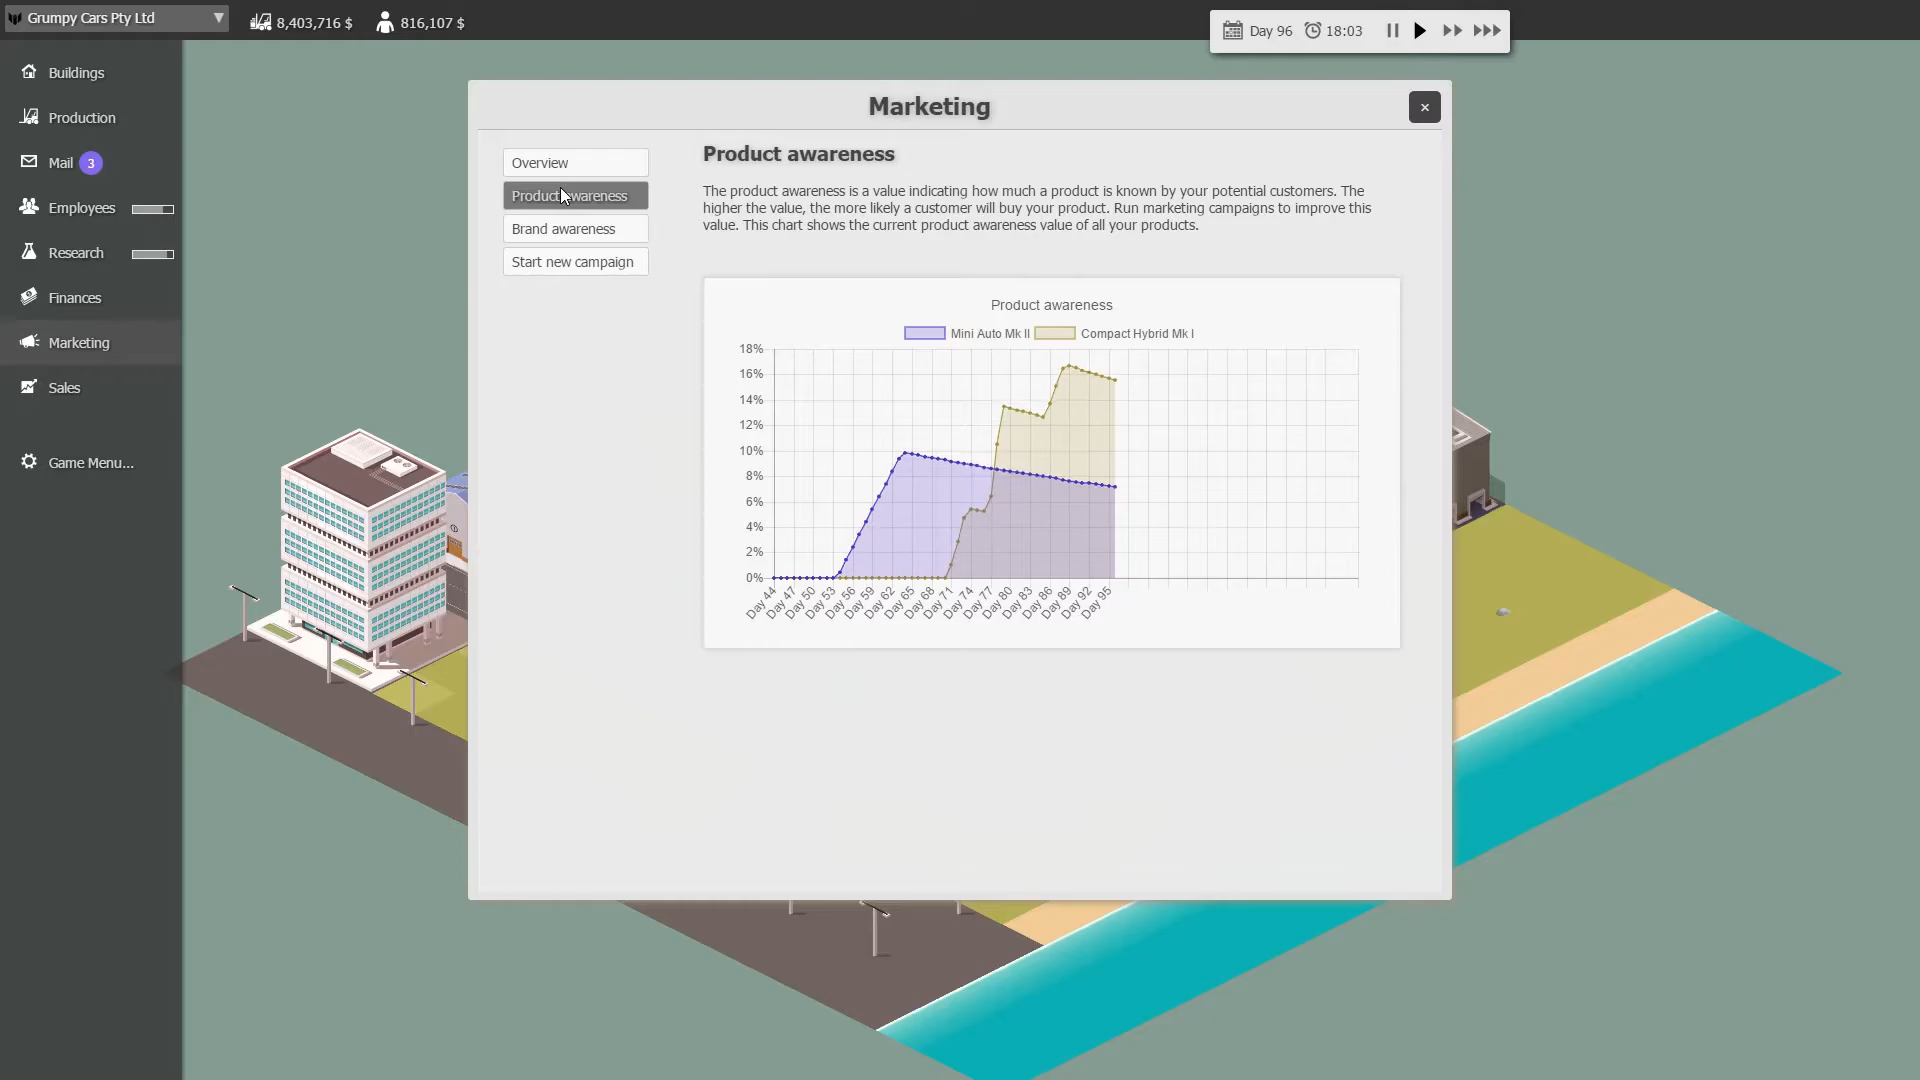 Grumpy Cars Pty Ltd
8,403,716 $
816,107 $
Day 96
18:03
Buildings
Production
Mail
3
Employees
Research
Finances
Marketing
Sales
Game Menu...
Marketing
×
Overview
Product awareness
Brand awareness
Start new campaign
Product awareness
The product awareness is a value indicating how much a product is known by your potential customers. The
higher the value, the more likely a customer will buy your product. Run marketing campaigns to improve this
value. This chart shows the current product awareness value of all your products.
Product awareness
Mini Auto Mk II
Compact Hybrid Mk I
18%
16%
14%
12%
10%
8%
6%
4%
2%
0%
Day 44
Day 47
Day 50
Day 53
Day 56
Day 59
Day 62
Day 65
Day 68
Day 71
Day 74
Day 77
Day 80
Day 83
Day 86
Day 89
Day 92
Day 95